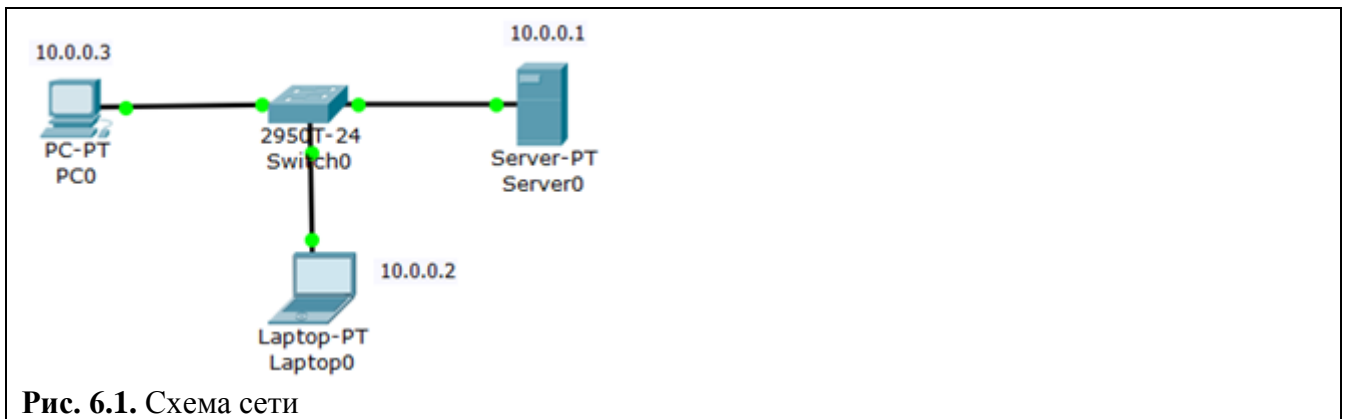 10.0.0.3
10.0.0.1
2950T-24
Switch0
PC-PT
PC0
Server-PT
Server0
10.0.0.2
Laptop-PT
Laptop0
Рис. 6.1. Схема сети